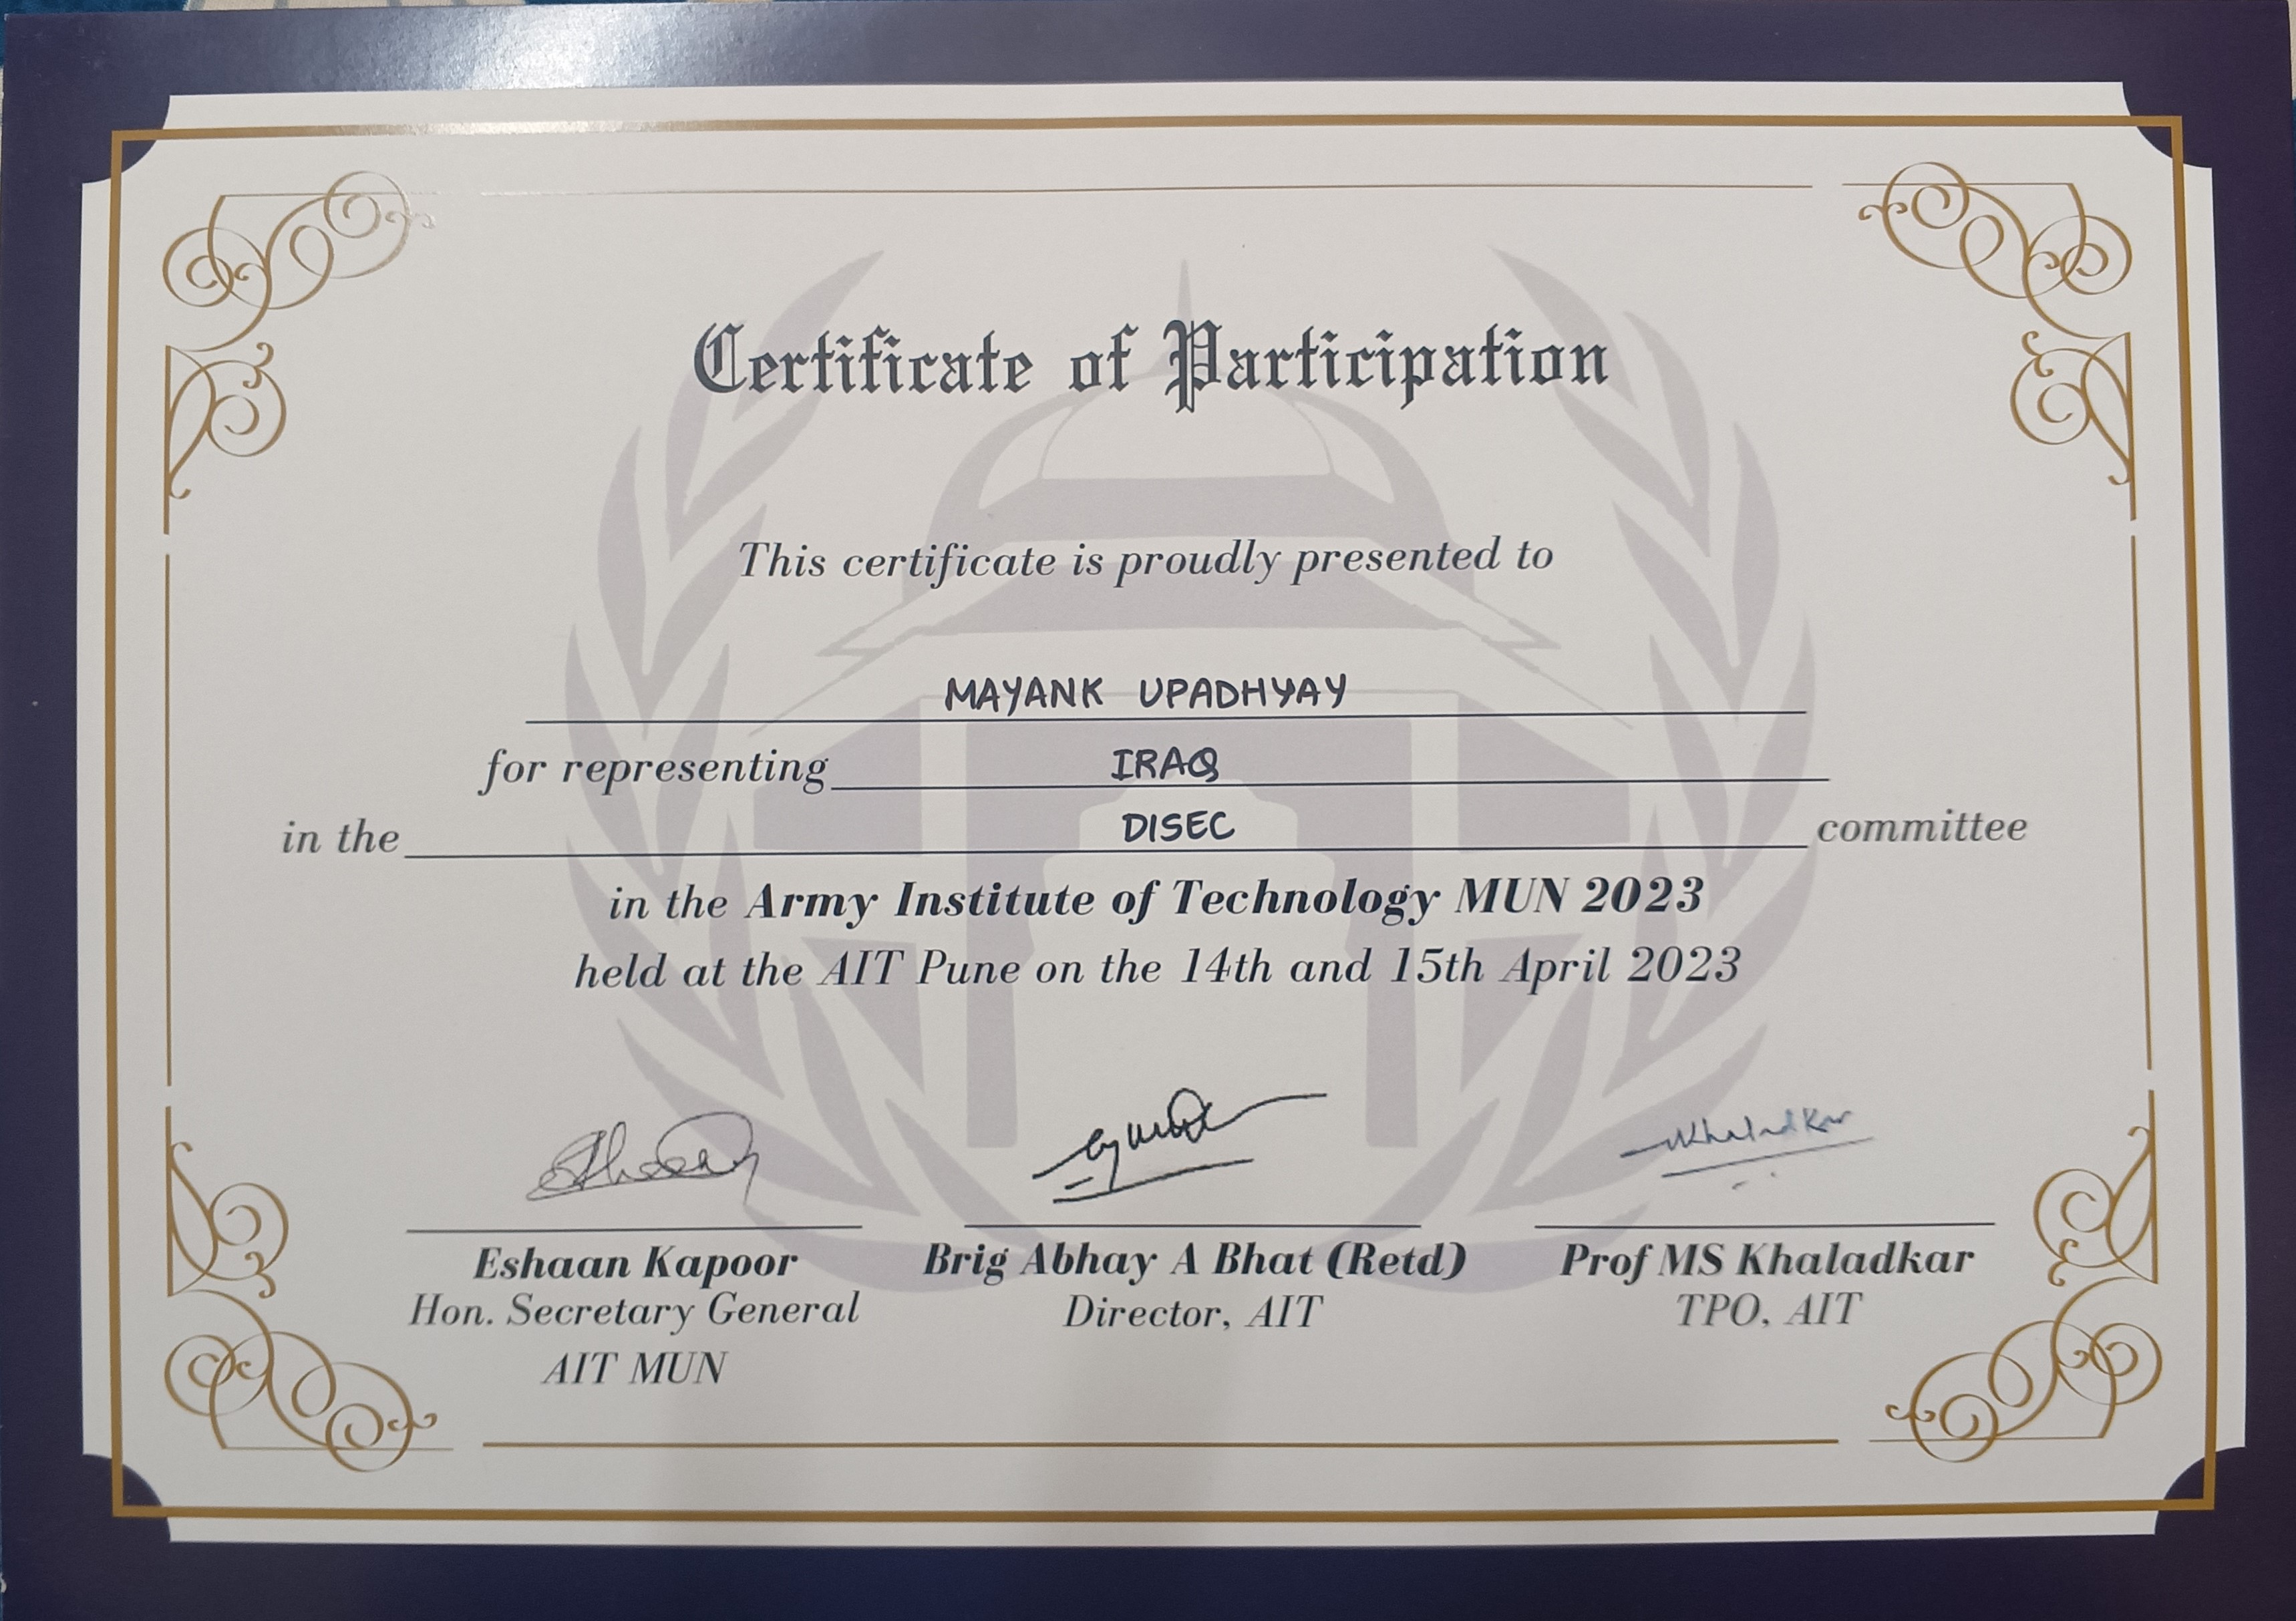 Certificate of Participation
This certificate is proudly presented to
MAYANK UPADHYAY
for representing IRAQ
in the DISEC committee
in the Army Institute of Technology MUN 2023
held at the AIT Pune on the 14th and 15th April 2023
Khaladkar
Eshaan Kapoor Brig Abhay A Bhat (Retd) Prof MS Khaladkar
Hon. Secretary General Director, AIT TPO, AIT
AIT MUN